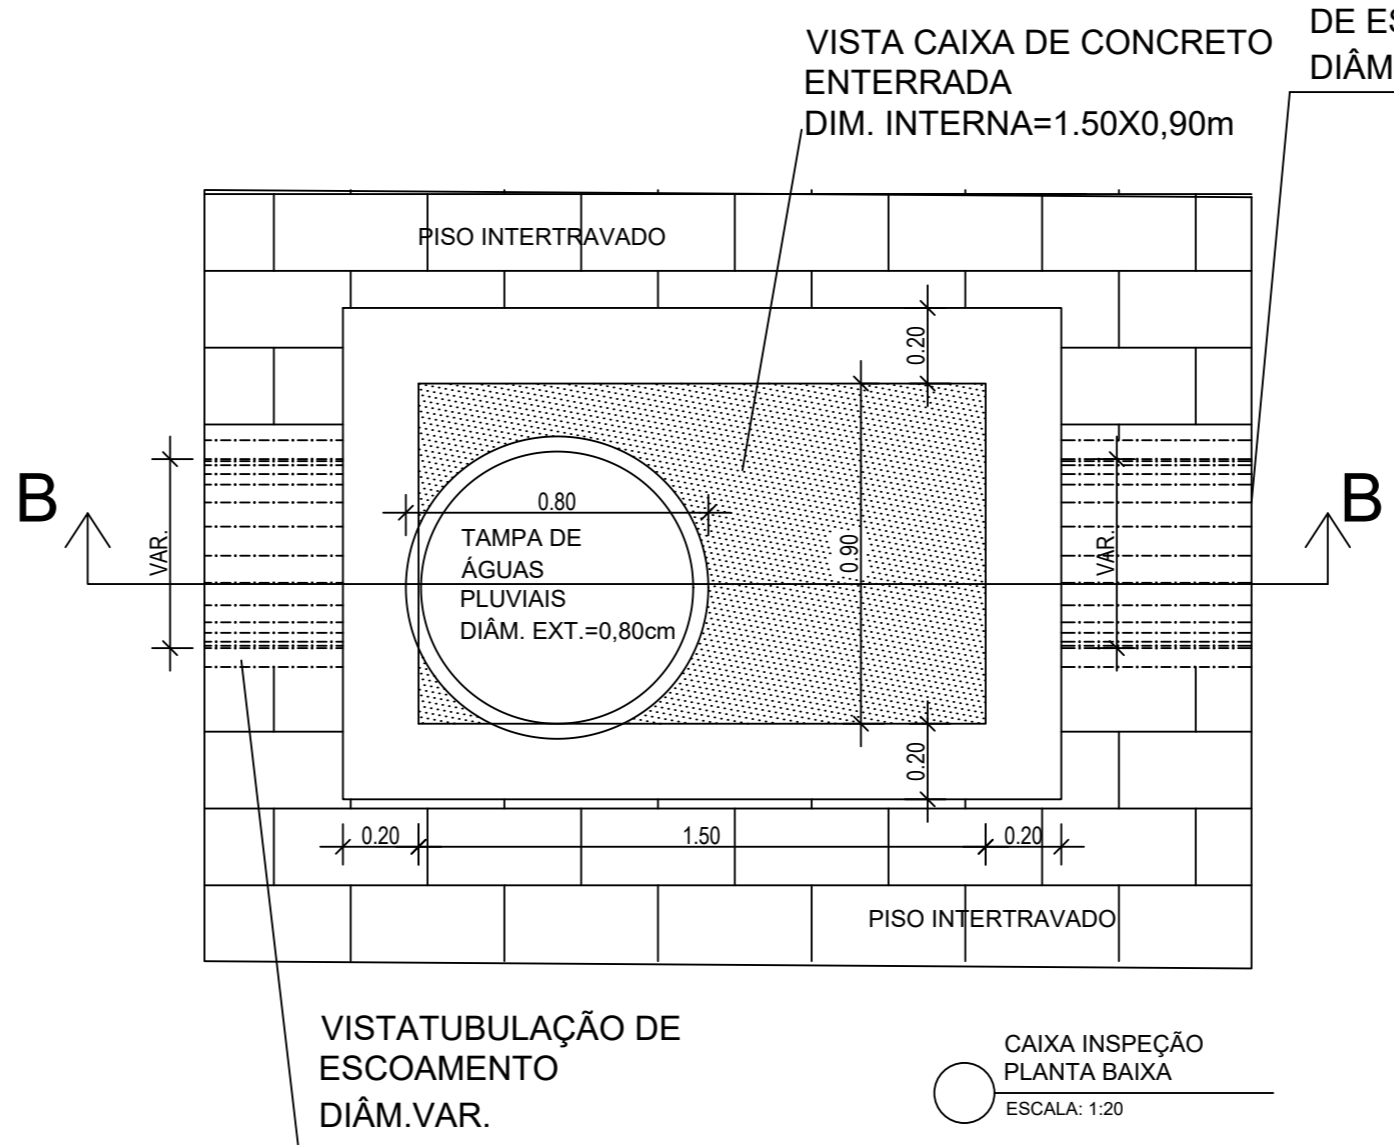 VISTA CAIXA DE CONCRETO
ENTERRADA
DIM. INTERNA=1.50X0,90m
DIÂM
PISO INTERTRAVADO
0.20
B
B
VAR.
0.80
TAMPA DE
ÁGUAS
PLUVIAIS
DIÂM. EXT.=0,80cm
0.90
VAR.
0.20
0.20
1.50
0.20
PISO INTERTRAVADO
VISTATUBULAÇÃO DE
ESCOAMENTO
DIÂM.VAR.
CAIXA INSPEÇÃO
PLANTA BAIXA
ESCALA: 1:20